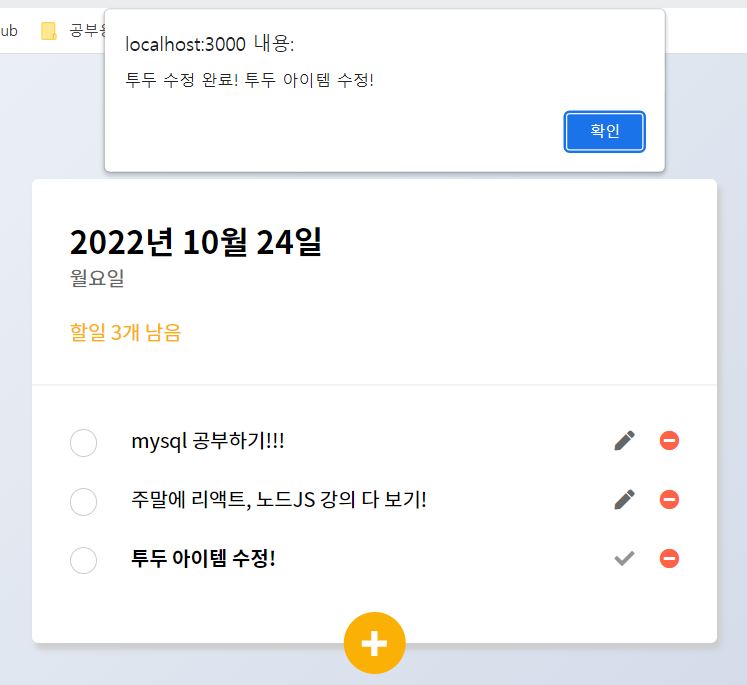 ub
localhost:3000 내용:
투두 수정 완료! 투두 아이템 수정!
확인
2022년 10월 24일
월요일
할일 3개 남음
mysql 공부하기!!!
주말에 리액트, 노드JS 강의 다 보기!
투두 아이템 수정!